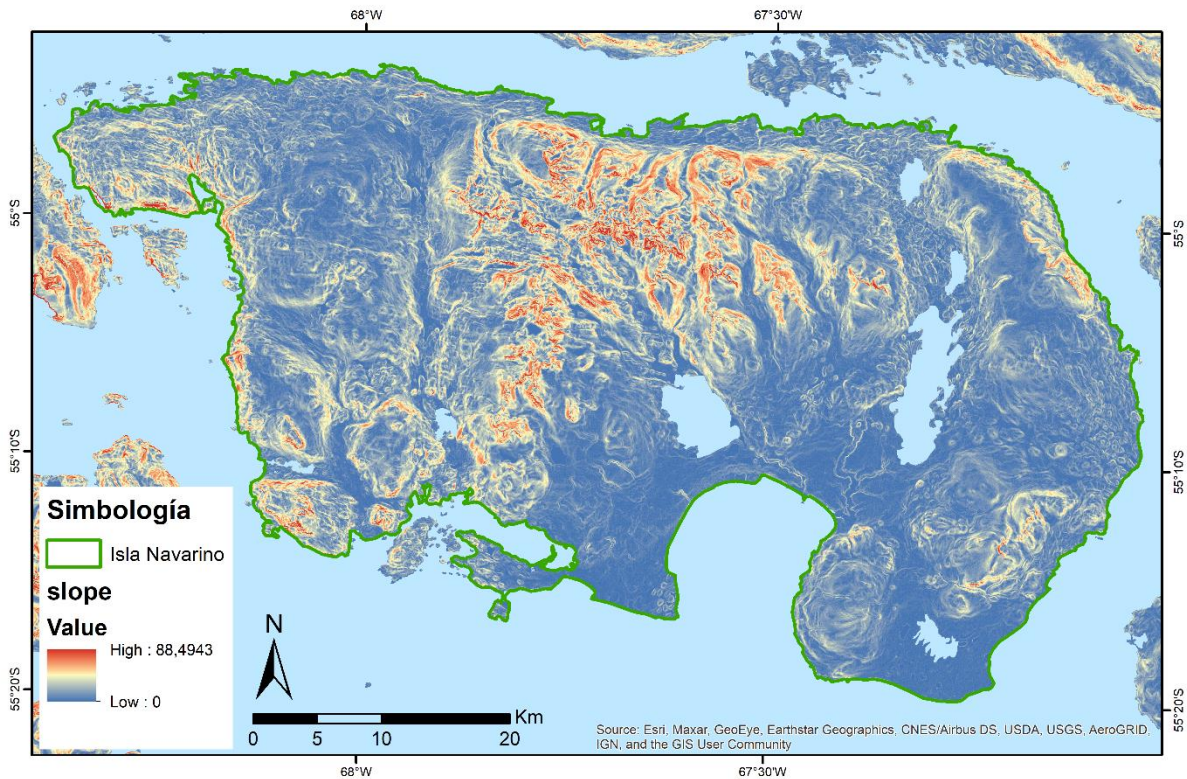 68°W
67°30'W
55°S
55°S
55°10'S
55°10'S
Simbología
Isla Navarino
slope
Value
High : 88,4943
Low : 0
N
Km
0
5
10
20
55°20'S
55°20'S
Source: Esri, Maxar, GeoEye, Earthstar Geographics, CNES/Airbus DS, USDA, USGS, AeroGRID,
IGN, and the GIS User Community
68°W
67°30'W